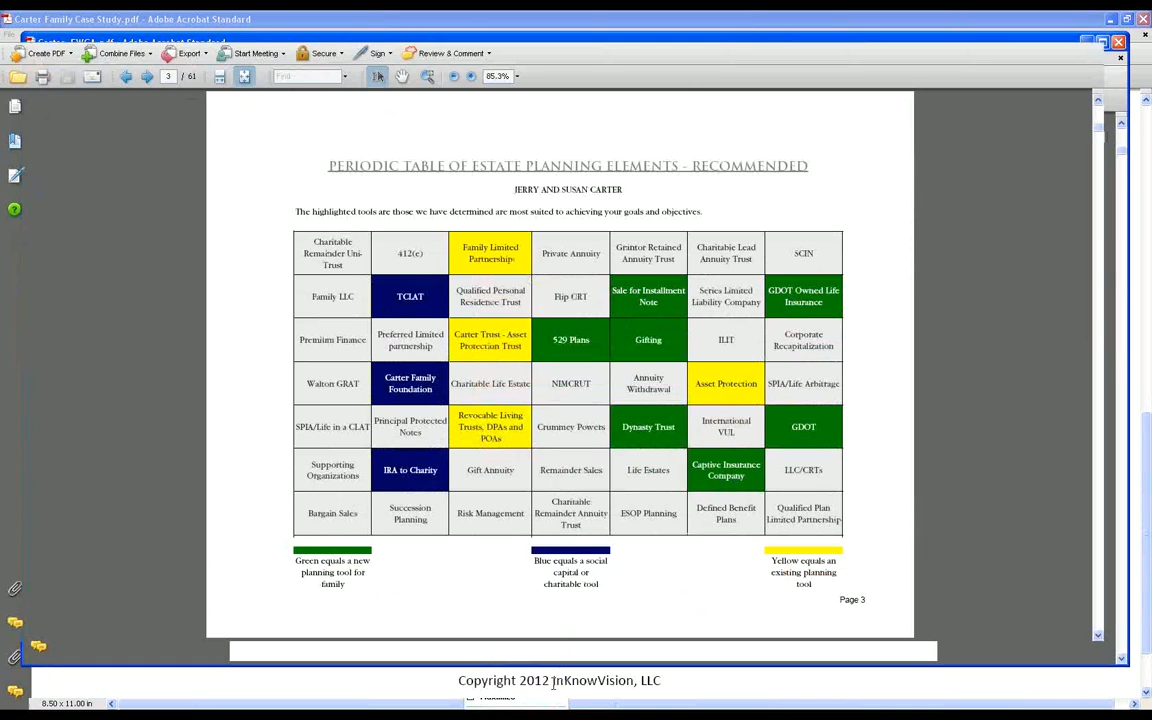 Carter Family Case Study.pdf - Adobe Acrobat Standard
Create PDF Combine Files Export Start Meeting Secure Sign Review & Comment
3 / 61 Find 85.3%
PERIODIC TABLE OF ESTATE PLANNING ELEMENTS - RECOMMENDED
JERRY AND SUSAN CARTER
The highlighted tools are those we have determined are most suited to achieving your goals and objectives.
Charitable
Remainder Uni-
Trust
412(e)
Family Limited
Partnerships
Private Annuity
Grantor Retained
Annuity Trust
Charitable Lead
Annuity Trust
SCIN
Family LLC
TCLAT
Qualified Personal
Residence Trust
Flip CRT
Sale for Installment
Note
Series Limited
Liability Company
GDOT Owned Life
Insurance
Premium Finance
Preferred Limited
partnership
Carter Trust - Asset
Protection Trust
529 Plans
Gifting
ILIT
Corporate
Recapitalization
Walton GRAT
Carter Family
Foundation
Charitable Life Estate
NIMCRUT
Annuity
Withdrawal
Asset Protection
SPIA/Life Arbitrage
SPIA/Life in a CLAT
Principal Protected
Notes
Revocable Living
Trusts, DPAs and
POAs
Crummey Powers
Dynasty Trust
International
VUL
GDOT
Supporting
Organizations
IRA to Charity
Gift Annuity
Remainder Sales
Life Estates
Captive Insurance
Company
LLC/CRTs
Bargain Sales
Succession
Planning
Risk Management
Charitable
Remainder Annuity
Trust
ESOP Planning
Defined Benefit
Plans
Qualified Plan
Limited Partnership
Green equals a new
planning tool for
family
Blue equals a social
capital or
charitable tool
Yellow equals an
existing planning
tool
Page 3
Copyright 2012 InKnowVision, LLC
8.50 x 11.00 in